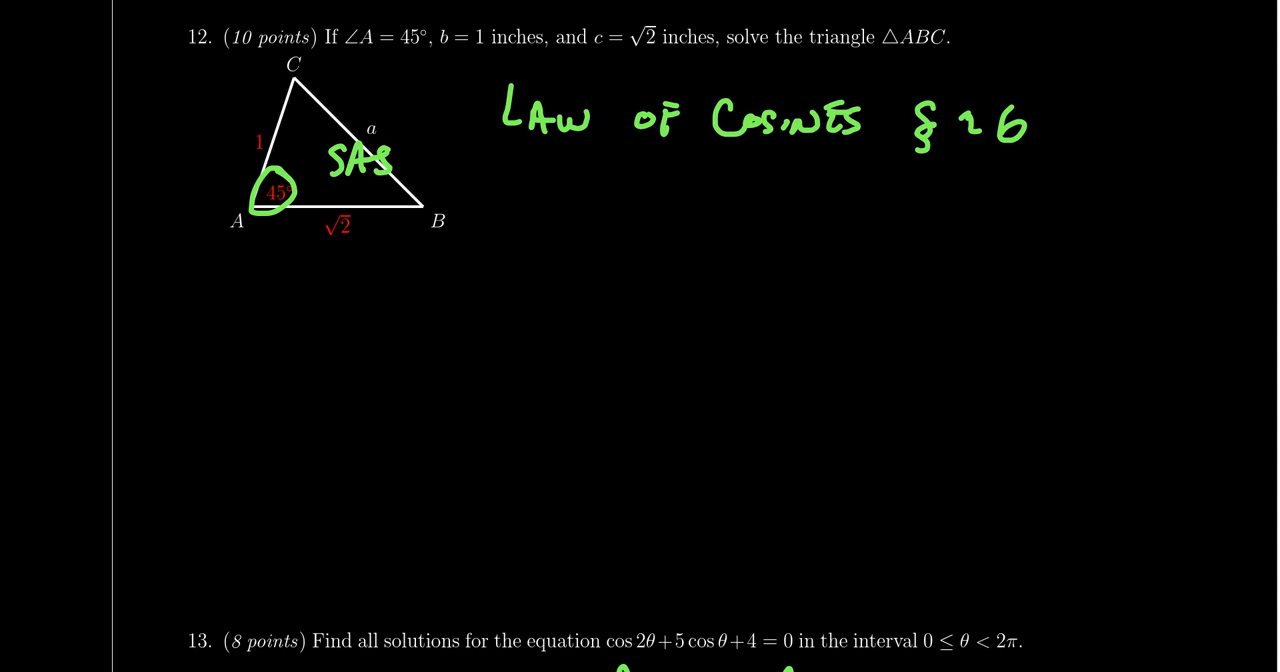 12. (10 points) If ∠A = 45°, b = 1 inches, and c = √2 inches, solve the triangle △ABC.
C
LAW OF COSINES § 26
a
1
SAS
45°
A
B
√2
13. (8 points) Find all solutions for the equation cos 2θ + 5 cos θ + 4 = 0 in the interval 0 ≤ θ < 2π.